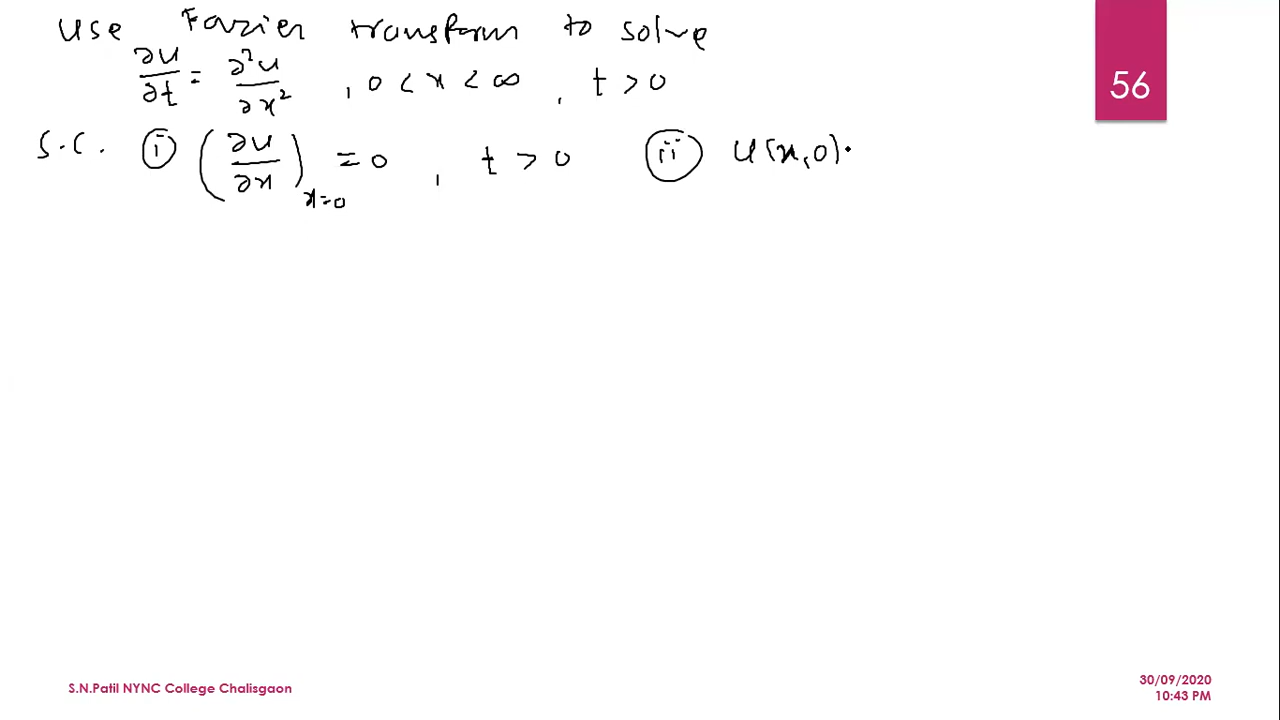 use Fourier transform to solve
∂u/∂t = ∂²u/∂x² , 0 < x < ∞ , t > 0
S.C. (i) (∂u/∂x)ₓ₌₀ = 0 , t > 0 (ii) u(x,0)
56
S.N.Patil NYNC College Chalisgaon
30/09/2020
10:43 PM